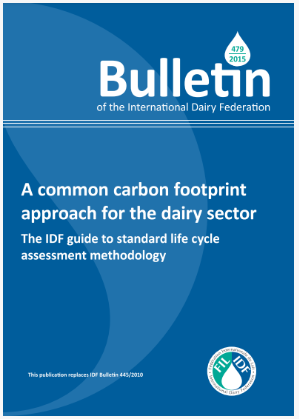 479
2015
Bulletin
of the International Dairy Federation
A common carbon footprint
approach for the dairy sector
The IDF guide to standard life cycle
assessment methodology
This publication replaces IDF Bulletin 445/2010
FIL
IDF